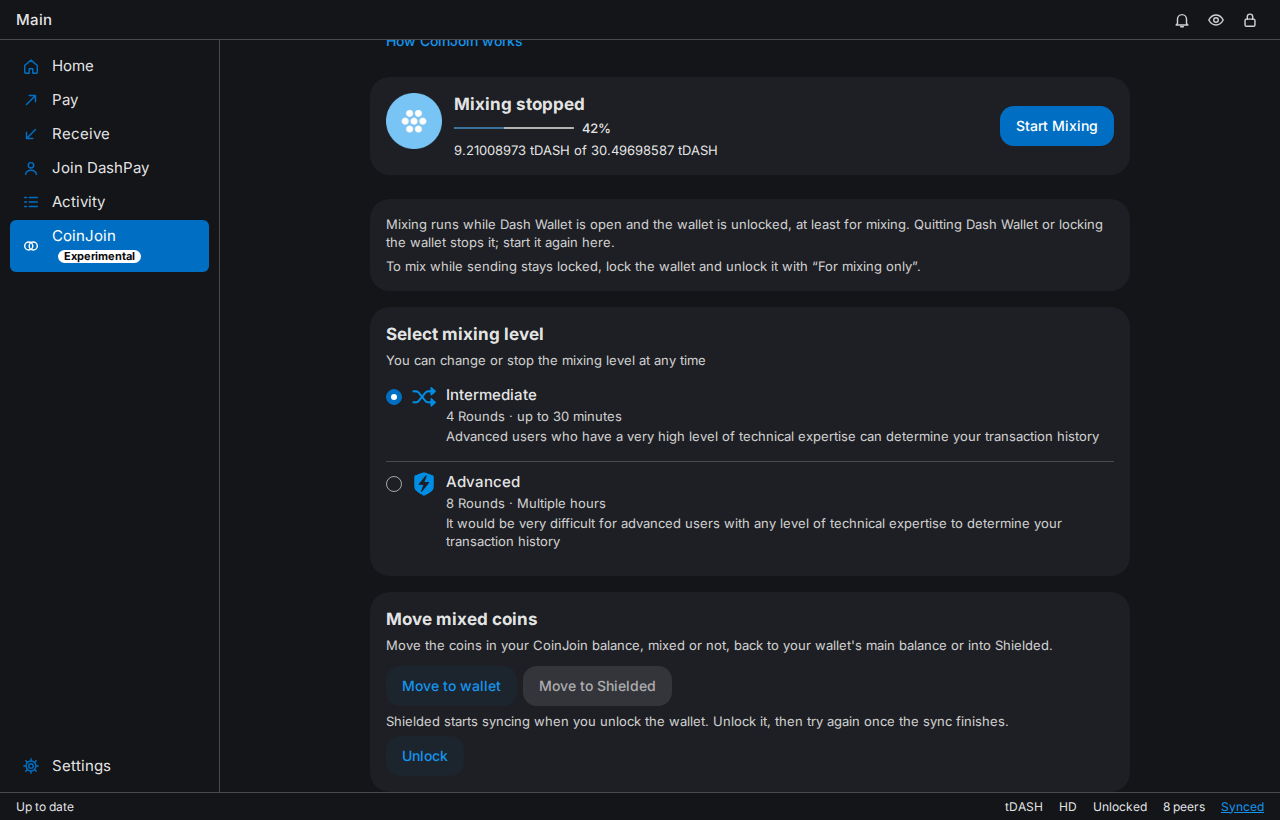 Main
Home
Pay
Receive
Join DashPay
Activity
CoinJoin
Experimental
Settings
How CoinJoin works
Mixing stopped
42%
9.21008973 tDASH of 30.49698587 tDASH
Start Mixing
Mixing runs while Dash Wallet is open and the wallet is unlocked, at least for mixing. Quitting Dash Wallet or locking
the wallet stops it; start it again here.
To mix while sending stays locked, lock the wallet and unlock it with “For mixing only”.
Select mixing level
You can change or stop the mixing level at any time
Intermediate
4 Rounds · up to 30 minutes
Advanced users who have a very high level of technical expertise can determine your transaction history
Advanced
8 Rounds · Multiple hours
It would be very difficult for advanced users with any level of technical expertise to determine your
transaction history
Move mixed coins
Move the coins in your CoinJoin balance, mixed or not, back to your wallet's main balance or into Shielded.
Move to wallet
Move to Shielded
Shielded starts syncing when you unlock the wallet. Unlock it, then try again once the sync finishes.
Unlock
Up to date
tDASH
HD
Unlocked
8 peers
Synced